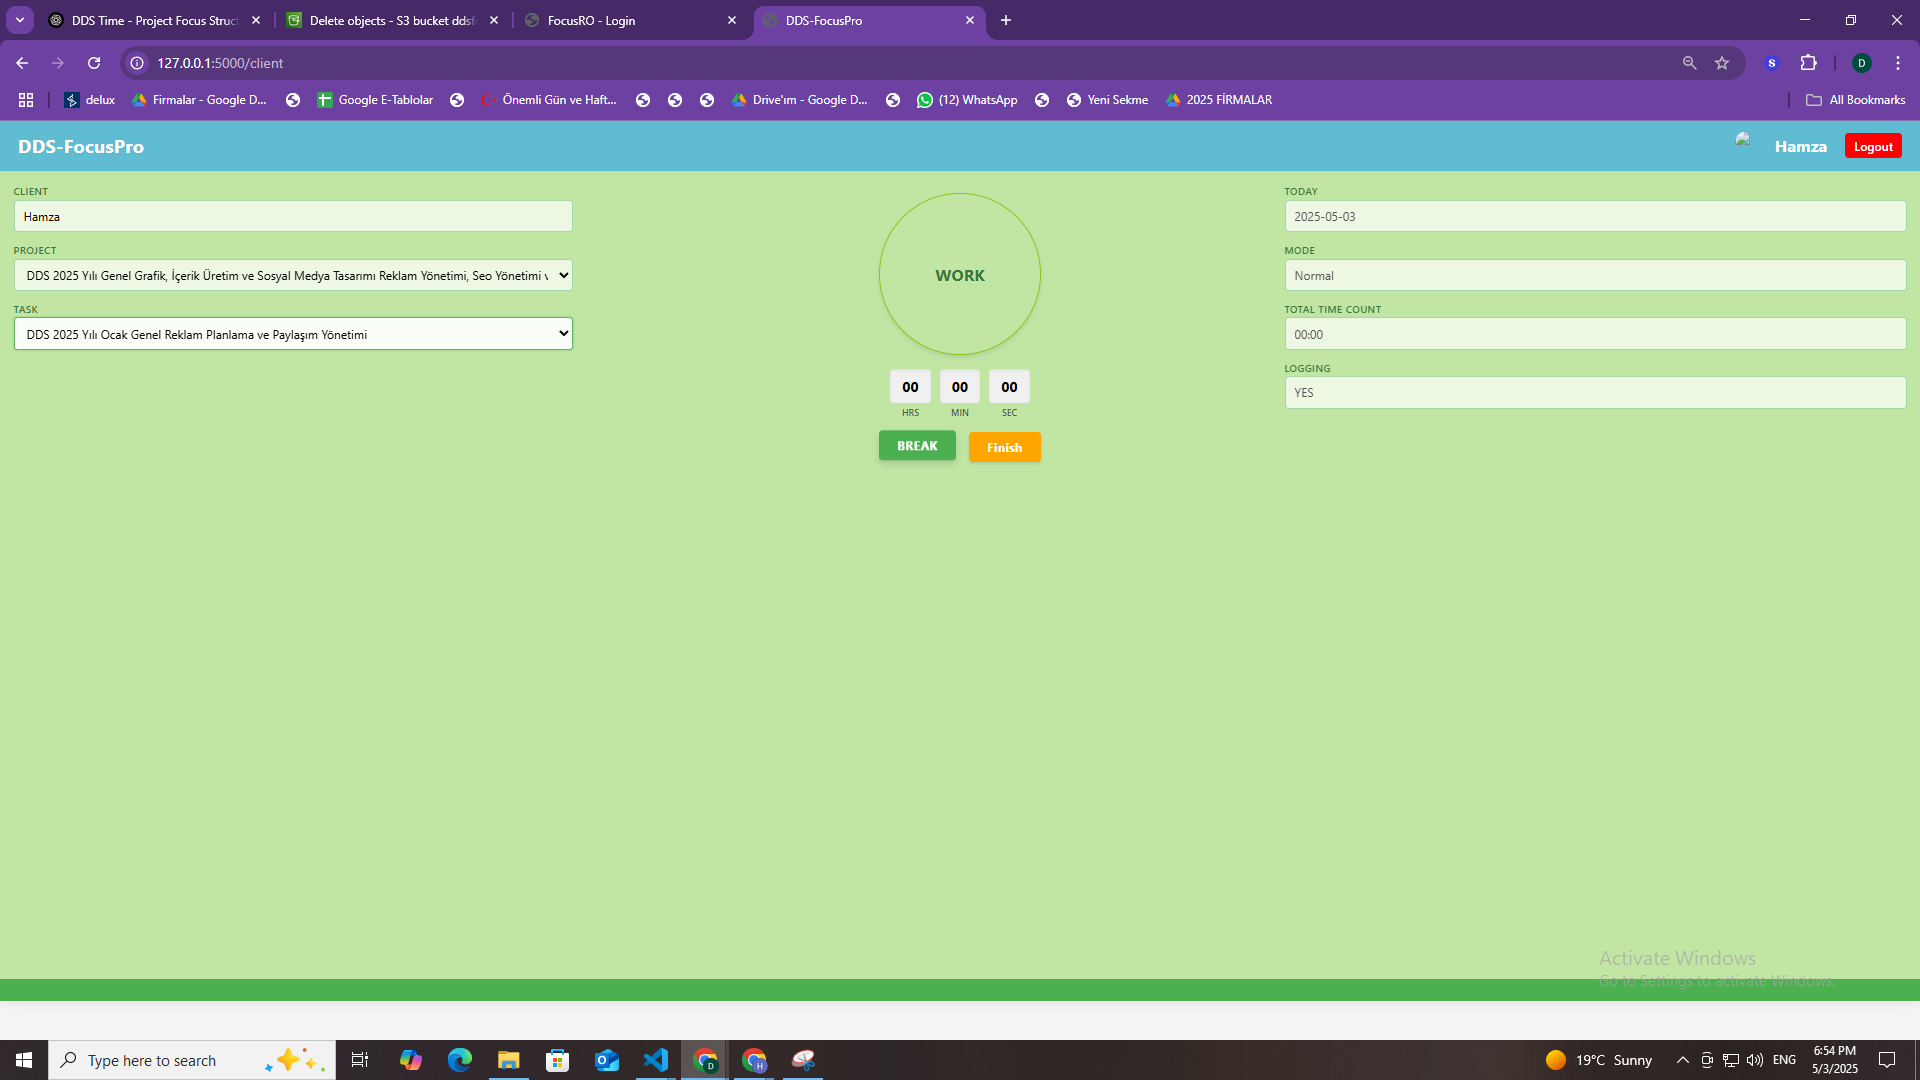 DDS Time - Project Focus Struct
Delete objects - S3 bucket ddsf
FocusRO - Login
DDS-FocusPro
127.0.0.1:5000/client
S
D
delux
Firmalar - Google D...
Google E-Tablolar
Önemli Gün ve Haft...
Drive'ım - Google D...
(12) WhatsApp
Yeni Sekme
2025 FİRMALAR
All Bookmarks
DDS-FocusPro
Hamza
Logout
CLIENT
Hamza
PROJECT
DDS 2025 Yılı Genel Grafik, İçerik Üretim ve Sosyal Medya Tasarımı Reklam Yönetimi, Seo Yönetimi v
TASK
DDS 2025 Yılı Ocak Genel Reklam Planlama ve Paylaşım Yönetimi
WORK
00 00 00
HRS MIN SEC
BREAK
Finish
TODAY
2025-05-03
MODE
Normal
TOTAL TIME COUNT
00:00
LOGGING
YES
Activate Windows
Go to Settings to activate Windows.
Type here to search
D
H
19°C Sunny
ENG
6:54 PM
5/3/2025